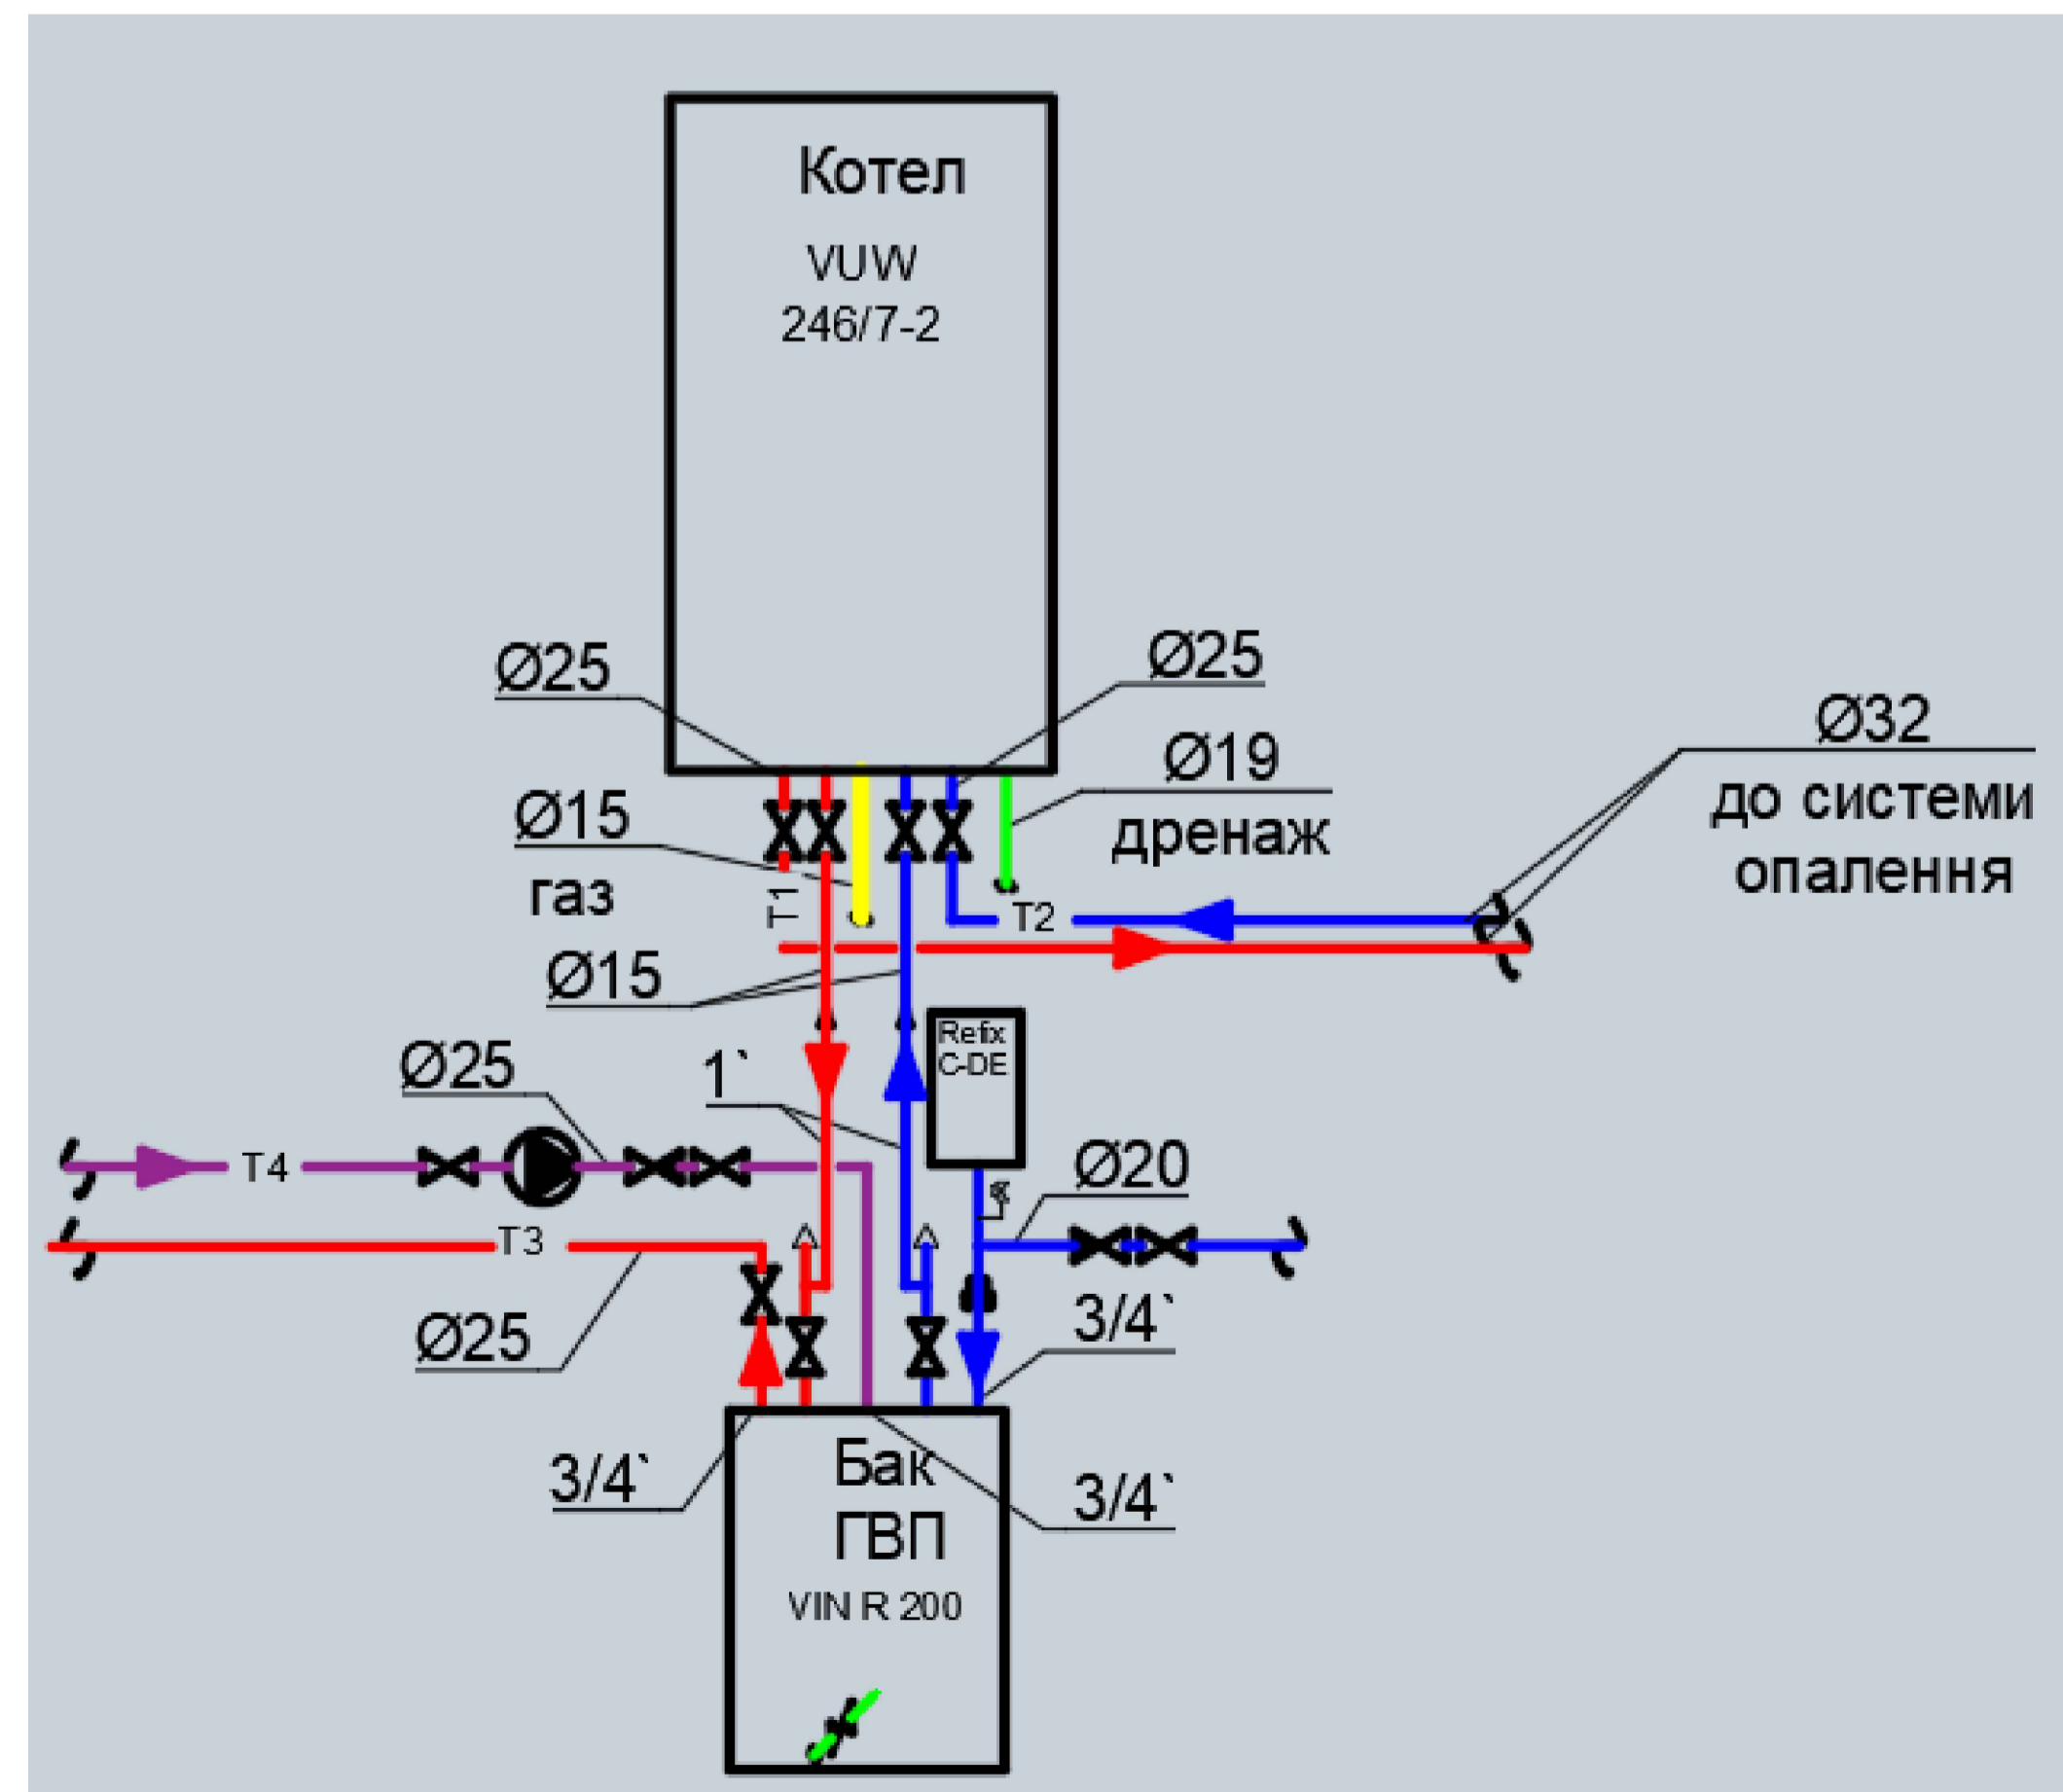 Котел
VUW
246/7-2
Ø25
Ø25
Ø32
до системи
опалення
Ø19
дренаж
Ø15
газ
T1
T2
Ø15
Refix
C-DE
Ø25
1`
T4
Ø20
T3
Ø25
3/4`
Бак
ГВП
VIN R 200
3/4`
3/4`